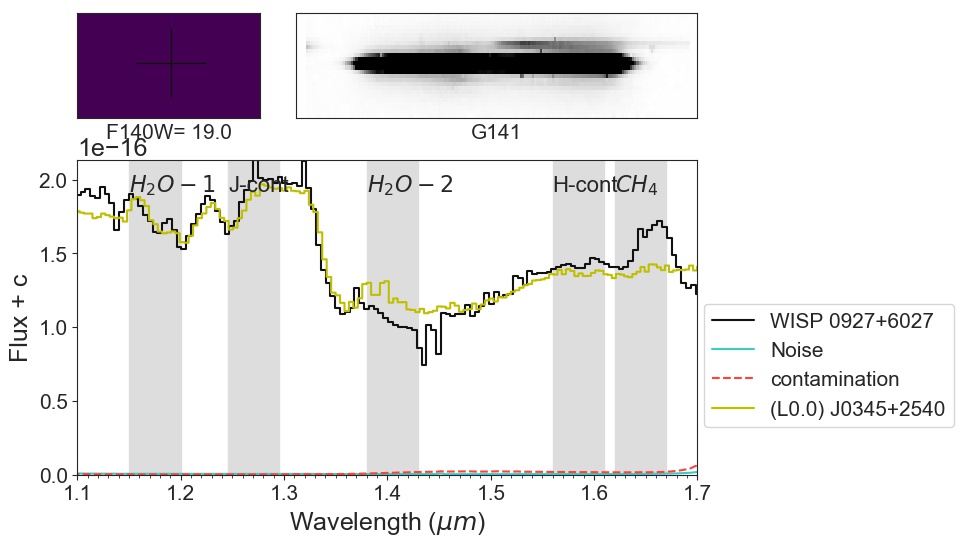 F140W= 19.0
G141
1e−16
H₂O − 1
J-cont
H₂O − 2
H-cont
CH₄
2.0
1.5
1.0
0.5
0.0
Flux + c
1.1
1.2
1.3
1.4
1.5
1.6
1.7
Wavelength (μm)
WISP 0927+6027
Noise
contamination
(L0.0) J0345+2540